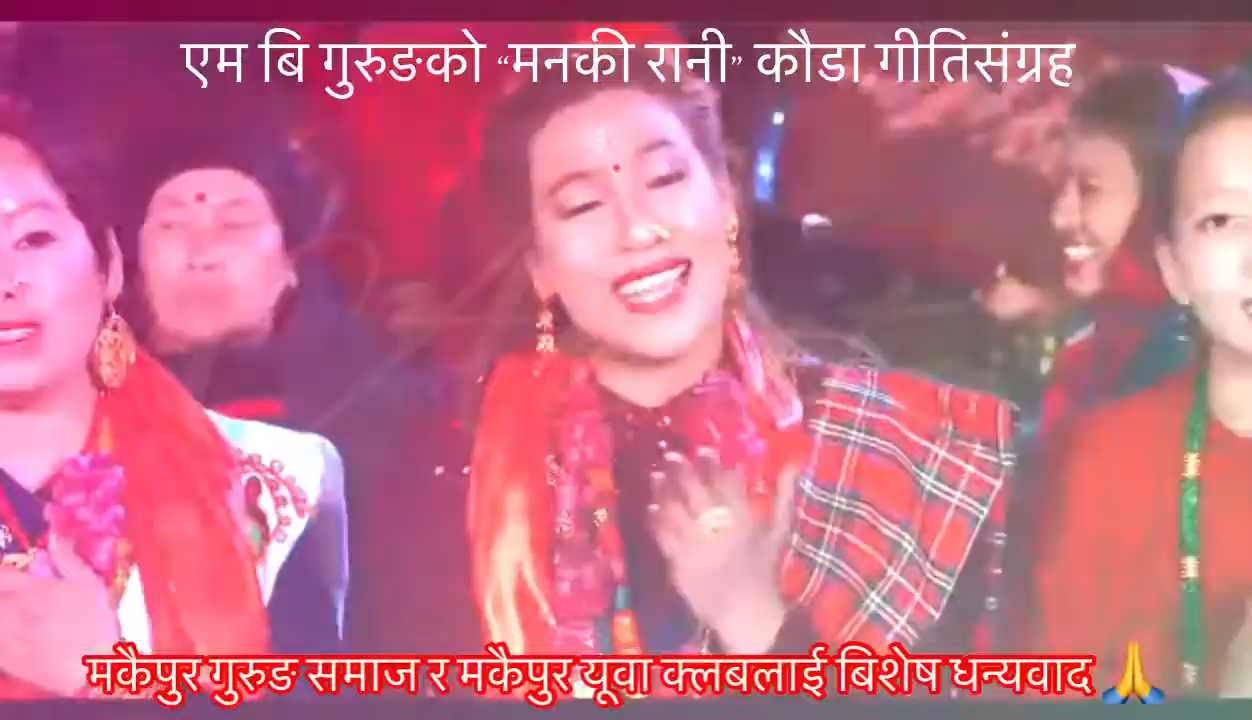 एम बि गुरुङको “मनकी रानी” कौडा गीतिसंग्रह
मकैपुर गुरुङ समाज र मकैपुर यूवा क्लबलाई बिशेष धन्यवाद 🙏